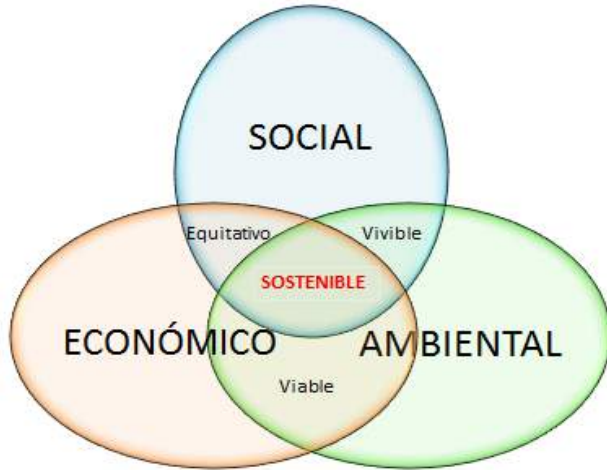 SOCIAL
Equitativo
Vivible
SOSTENIBLE
ECONÓMICO
AMBIENTAL
Viable